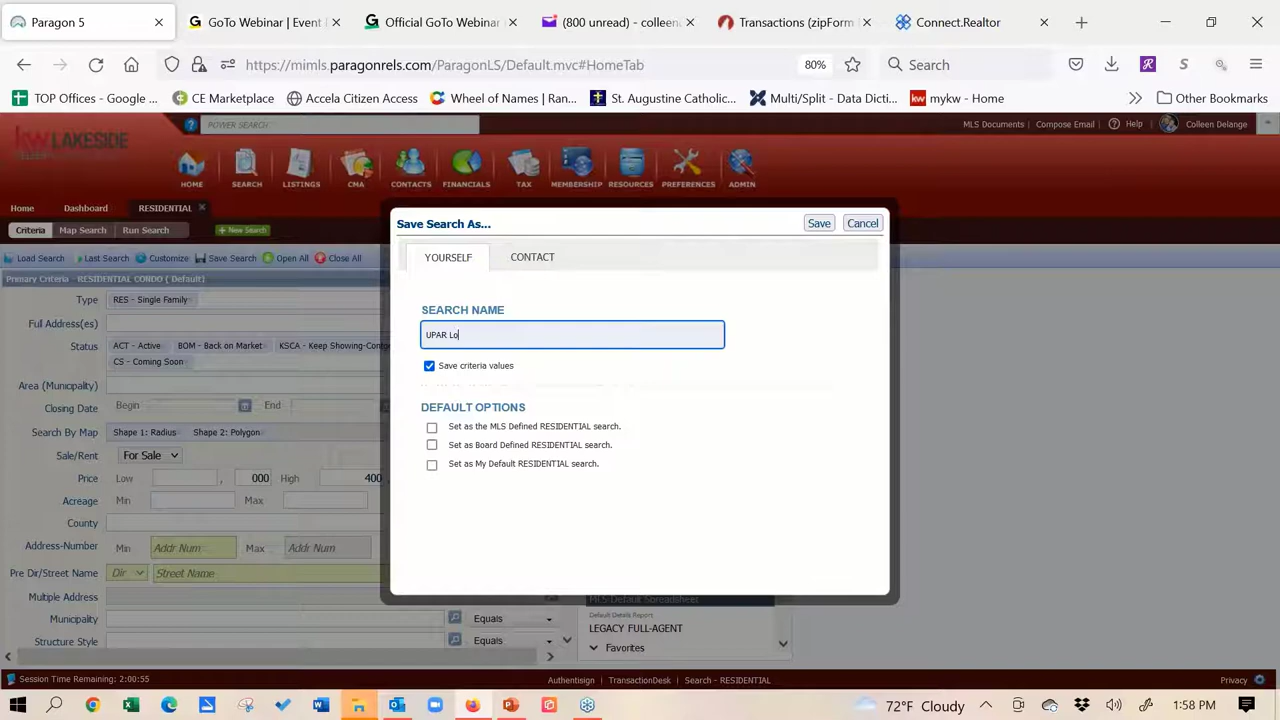 Paragon 5
GoTo Webinar | Event
Official GoTo Webinar
(800 unread) - colleen
Transactions (zipForm
Connect.Realtor
https://mimls.paragonrels.com/ParagonLS/Default.mvc#HomeTab
80%
Search
TOP Offices - Google ...
CE Marketplace
Accela Citizen Access
Wheel of Names | Ran...
St. Augustine Catholic...
Multi/Split - Data Dict...
mykw - Home
Other Bookmarks
KW LAKESIDE
POWER SEARCH
MLS Documents
Compose Email
Help
Colleen Delange
HOME
SEARCH
LISTINGS
CMA
CONTACTS
FINANCIALS
TAX
MEMBERSHIP
RESOURCES
PREFERENCES
ADMIN
Home
Dashboard
RESIDENTIAL
Criteria
Map Search
Run Search
New Search
Load Search
Last Search
Customize
Save Search
Open All
Close All
Primary Criteria - RESIDENTIAL CONDO ( Default)
Type
RES - Single Family
Full Address(es)
Status
ACT - Active
BOM - Back on Market
KSCA - Keep Showing-Cont
CS - Coming Soon
Area (Municipality)
Closing Date
Begin
End
Search By Map
Shape 1: Radius
Shape 2: Polygon
Sale/Rent
For Sale
Price
Low
,
000
High
400
Acreage
Min
Max
County
Address-Number
Min
Addr Num
Max
Addr Num
Pre Dir/Street Name
Dir
Street Name
Multiple Address
Municipality
Equals
Structure Style
Equals
Save Search As...
Save
Cancel
YOURSELF
CONTACT
SEARCH NAME
UPAR Lo
Save criteria values
DEFAULT OPTIONS
Set as the MLS Defined RESIDENTIAL search.
Set as Board Defined RESIDENTIAL search.
Set as My Default RESIDENTIAL search.
MLS-Default Spreadsheet
Default Details Report
LEGACY FULL-AGENT
Favorites
Session Time Remaining: 2:00:55
Authentisign
TransactionDesk
Search - RESIDENTIAL
Privacy
72°F Cloudy
1:58 PM